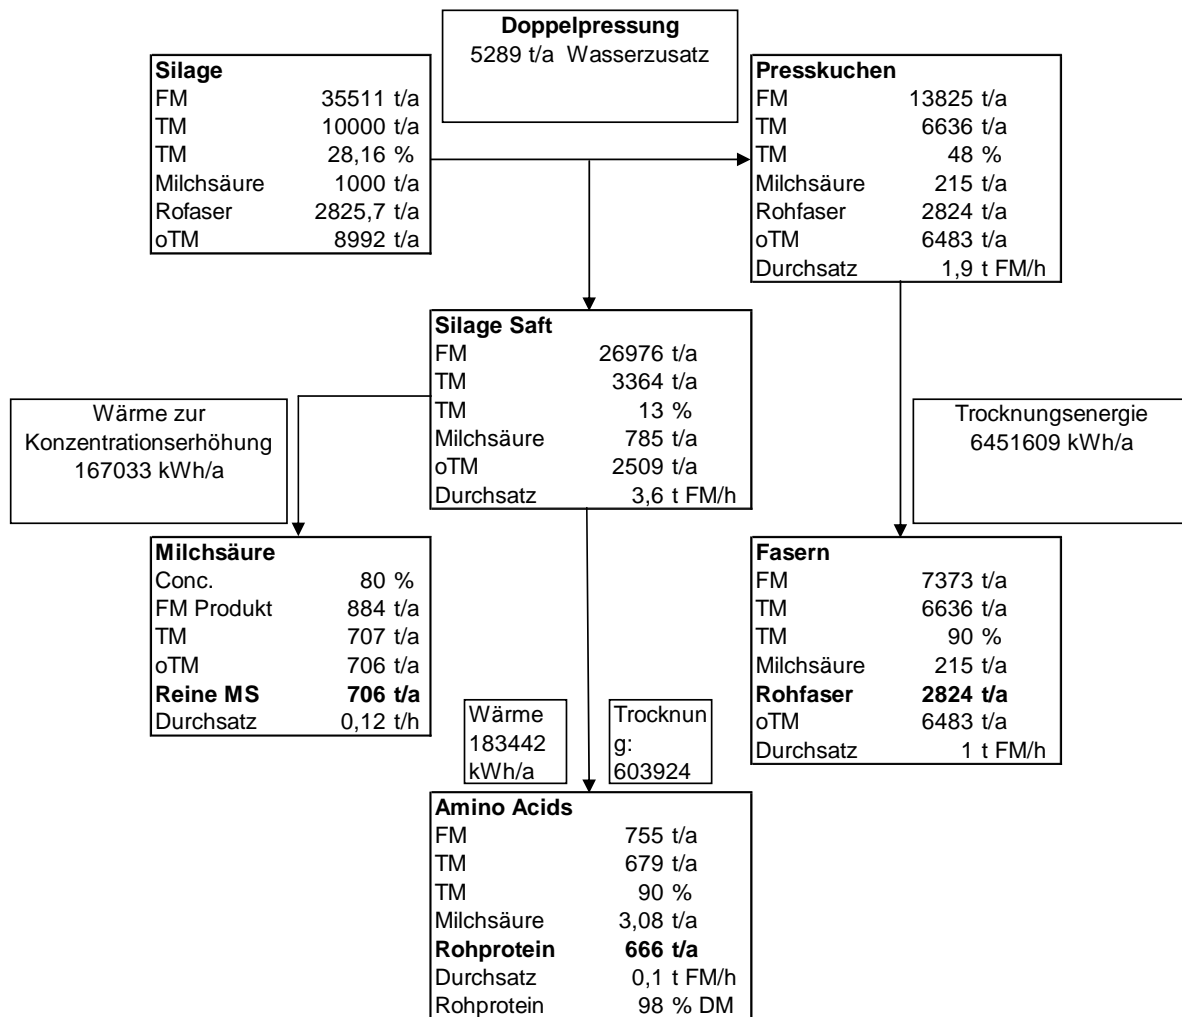 Doppelpressung
5289 t/a Wasserzusatz
Silage
FM 35511 t/a
TM 10000 t/a
TM 28,16 %
Milchsäure 1000 t/a
Rofaser 2825,7 t/a
oTM 8992 t/a
Presskuchen
FM 13825 t/a
TM 6636 t/a
TM 48 %
Milchsäure 215 t/a
Rohfaser 2824 t/a
oTM 6483 t/a
Durchsatz 1,9 t FM/h
Silage Saft
FM 26976 t/a
TM 3364 t/a
TM 13 %
Milchsäure 785 t/a
oTM 2509 t/a
Durchsatz 3,6 t FM/h
Wärme zur
Konzentrationserhöhung
167033 kWh/a
Trocknungsenergie
6451609 kWh/a
Milchsäure
Conc. 80 %
FM Produkt 884 t/a
TM 707 t/a
oTM 706 t/a
Reine MS 706 t/a
Durchsatz 0,12 t/h
Fasern
FM 7373 t/a
TM 6636 t/a
TM 90 %
Milchsäure 215 t/a
Rohfaser 2824 t/a
oTM 6483 t/a
Durchsatz 1 t FM/h
Wärme
183442
kWh/a
Trocknun
g:
603924
Amino Acids
FM 755 t/a
TM 679 t/a
TM 90 %
Milchsäure 3,08 t/a
Rohprotein 666 t/a
Durchsatz 0,1 t FM/h
Rohprotein 98 % DM